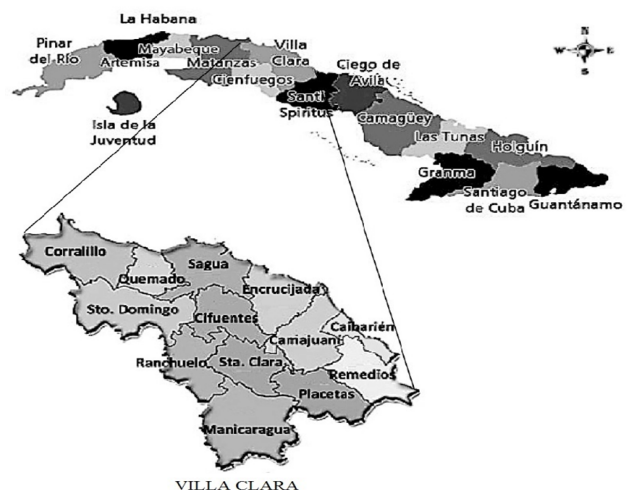 La Habana
N
E
S
Pinar
del Río
Mayabeque
Artemisa
Matanzas
Villa
Clara
Cienfuegos
Ciego de
Avila
Santi
Spiritus
Isla de la
Juventud
Camagüey
Las Tunas
Holguín
Granma
Santiago
de Cuba
Guantánamo
Corralillo
Quemado
Sagua
Encrucijada
Sto. Domingo
Cifuentes
Caibarién
Camajuaní
Ranchuelo
Sta. Clara
Remedios
Placetas
Manicaragua
VILLA CLARA